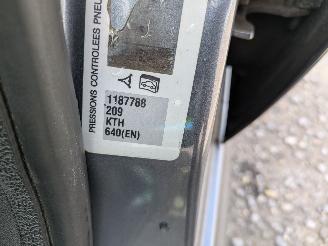 PRESSIONS CONTROLEES PNEU
1187788
209
KTH
640(EN)